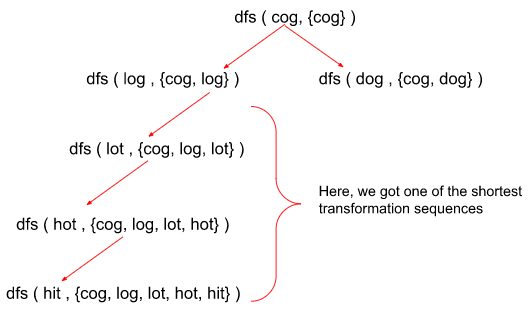 dfs ( cog, {cog} )
dfs ( log , {cog, log} )
dfs ( dog , {cog, dog} )
dfs ( lot , {cog, log, lot} )
Here, we got one of the shortest
transformation sequences
dfs ( hot , {cog, log, lot, hot} )
dfs ( hit , {cog, log, lot, hot, hit} )